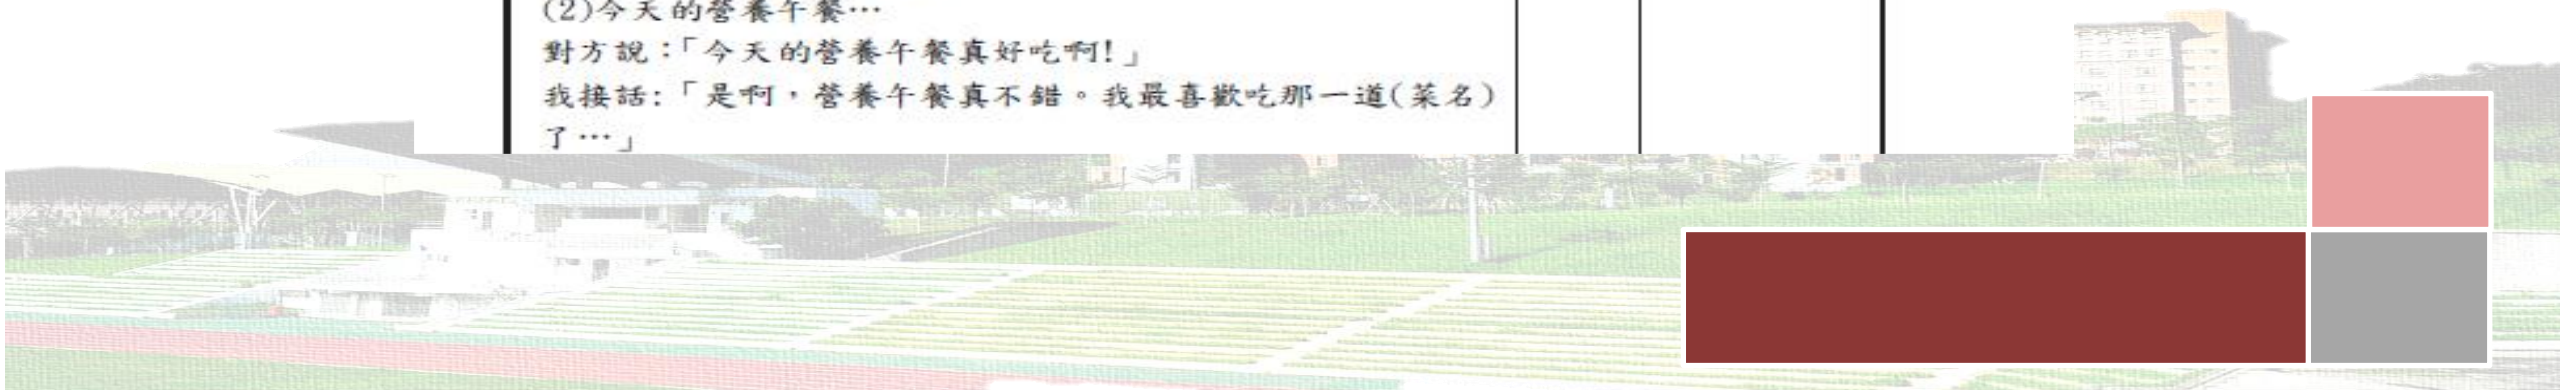 (2)今天的營養午餐…
對方說：「今天的營養午餐真好吃啊!」
我接話:「是啊，營養午餐真不錯。我最喜歡吃那一道(菜名)
了…」